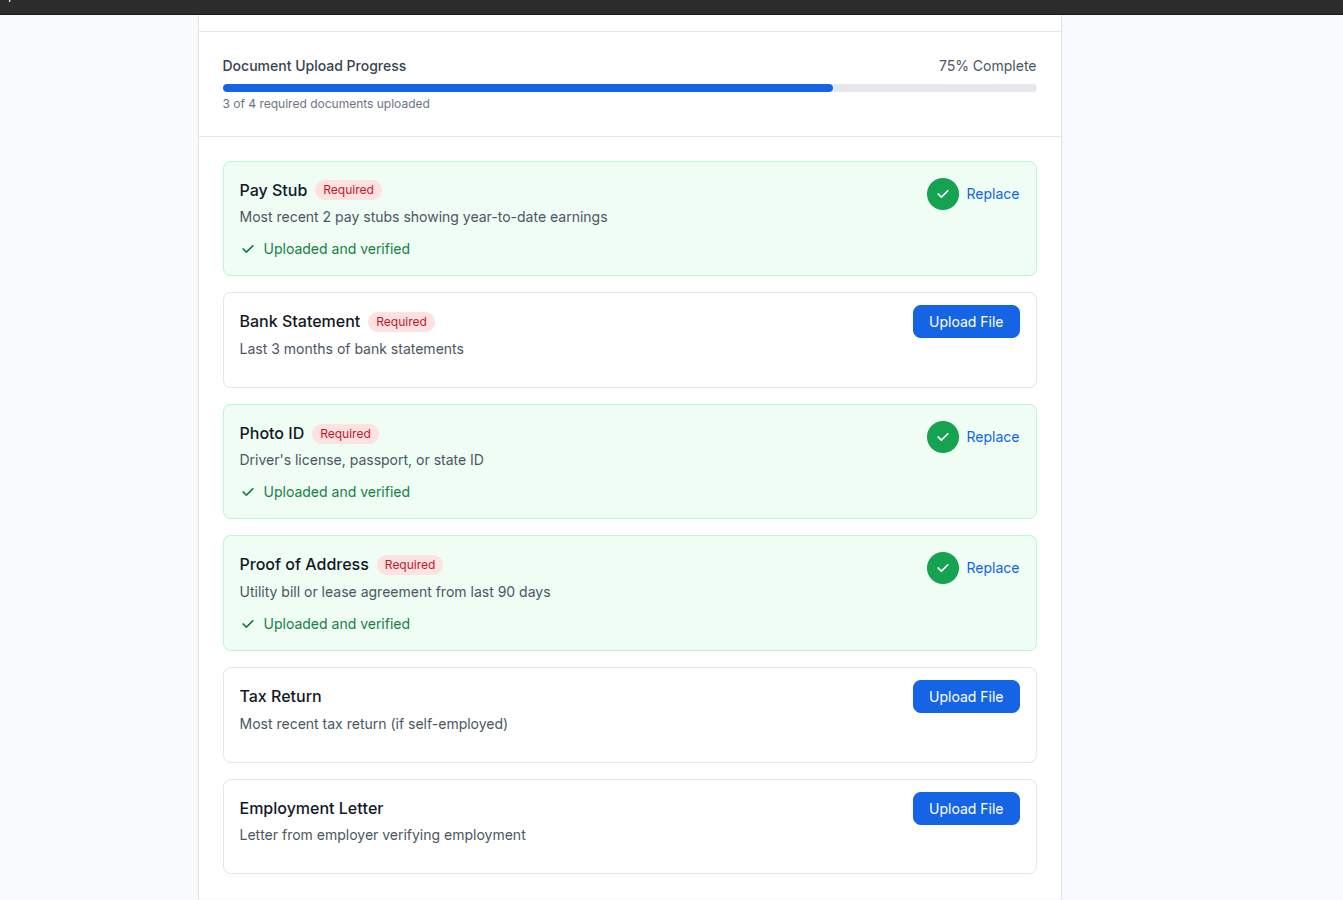 Document Upload Progress
75% Complete
3 of 4 required documents uploaded
Pay Stub Required
Replace
Most recent 2 pay stubs showing year-to-date earnings
Uploaded and verified
Bank Statement Required
Upload File
Last 3 months of bank statements
Photo ID Required
Replace
Driver's license, passport, or state ID
Uploaded and verified
Proof of Address Required
Replace
Utility bill or lease agreement from last 90 days
Uploaded and verified
Tax Return
Upload File
Most recent tax return (if self-employed)
Employment Letter
Upload File
Letter from employer verifying employment